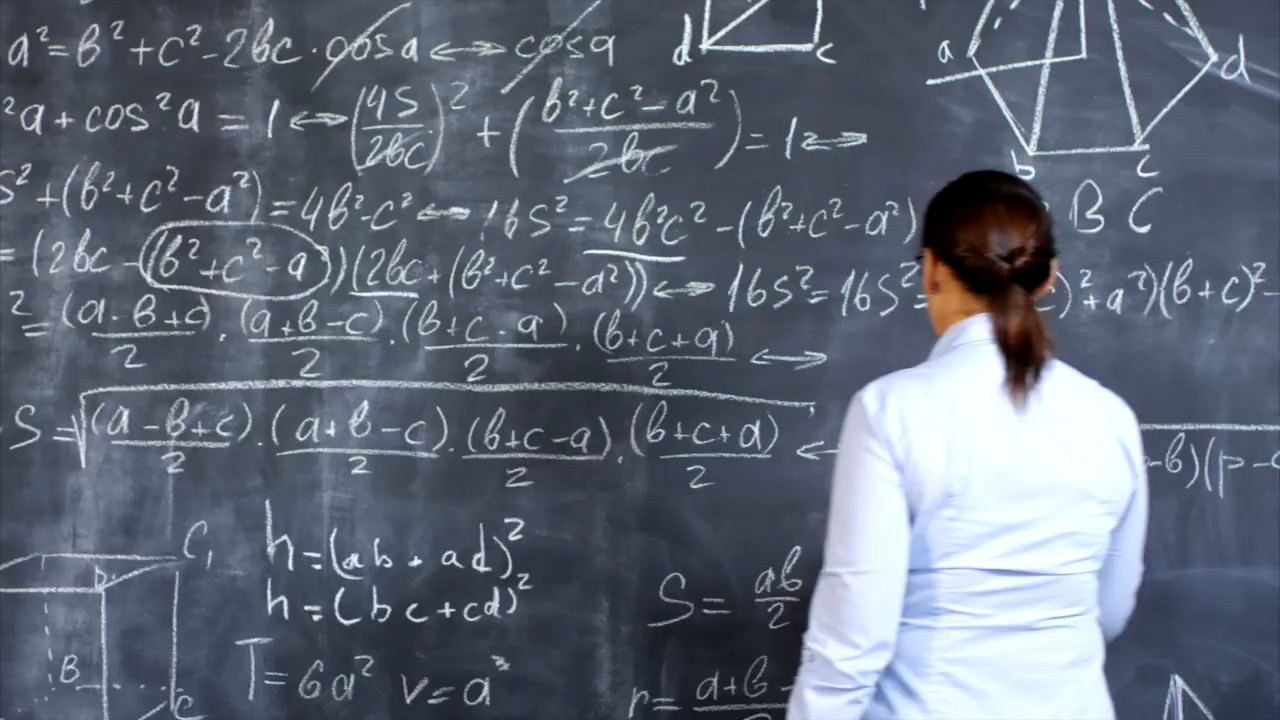 d c
a d
b c
B C
a² = b² + c² - 2bc · cosa ⟷ cosa
²a + cos²a = 1 ⟷ (4S/2bc)² + (b²+c²-a²/2bc) = 1 ⟷
S² + (b²+c²-a²) = 4b²-c² ⟷ 16S² = 4b²c² - (b²+c²-a²)
= (2bc - (b²+c²-a))(2bc + (b²+c²-a²)) ⟷ 16S² = 16S² = )²+a²)(b+c)² -
² = (a-b+c)/2 · (a+b-c)/2 · (b+c-a)/2 · (b+c+a)/2 ⟷
S = √(a-b+c)/2 · (a+b-c)/2 · (b+c-a)/2 · (b+c+a)/2 ←
-b)(p-
C₁
h = (ab + ad)²
h = (bc + cd)²
S = ab/2
B
C
T = 6a² v = a³
r = a+b-